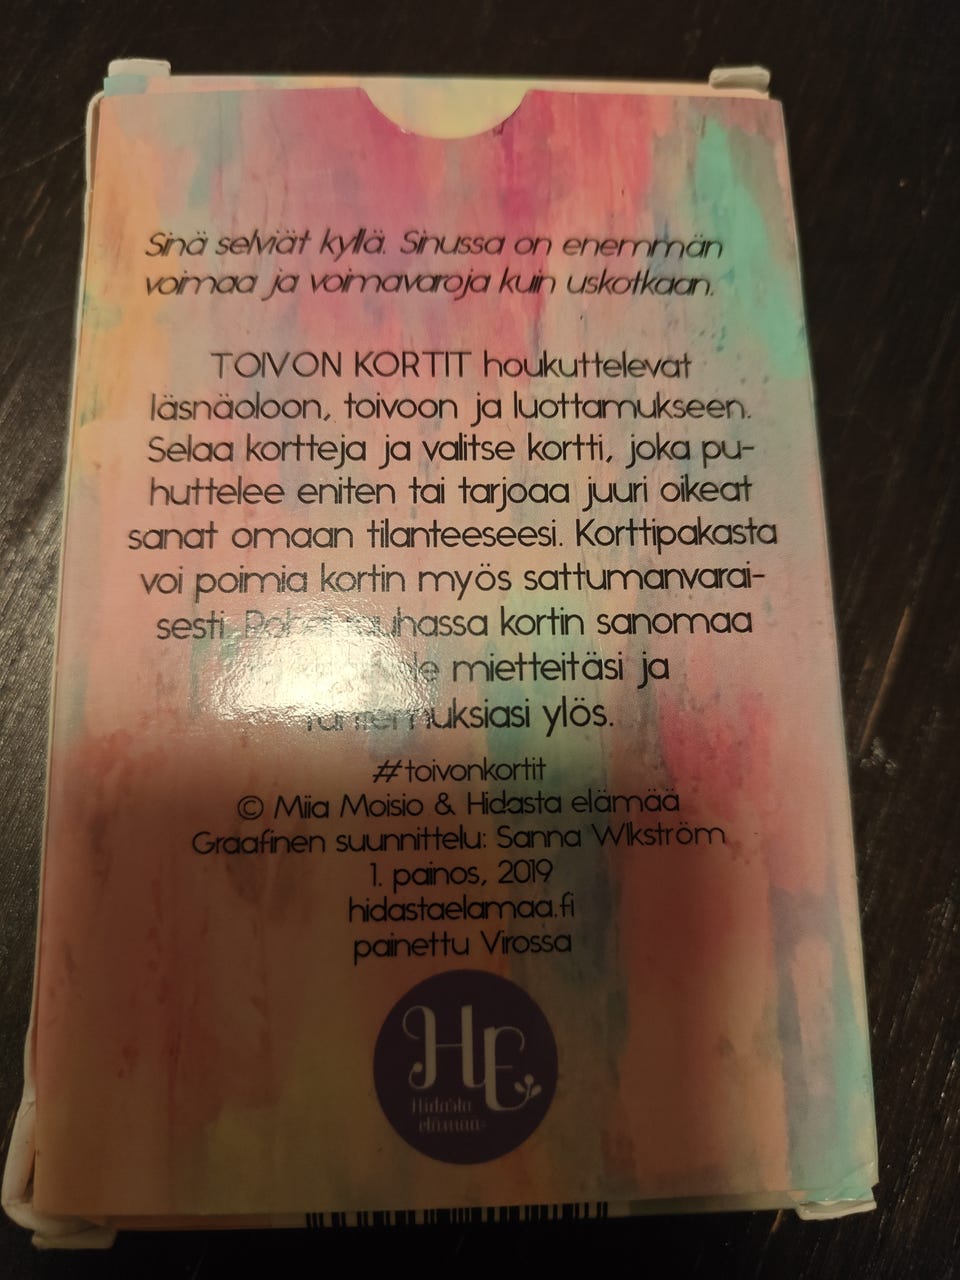 Sinä selviät kyllä. Sinussa on enemmän
voimaa ja voimavaroja kuin uskotkaan.
TOIVON KORTIT houkuttelevat
läsnäoloon, toivoon ja luottamukseen.
Selaa kortteja ja valitse kortti, joka pu-
huttelee eniten tai tarjoaa juuri oikeat
sanat omaan tilanteeseesi. Korttipakasta
voi poimia kortin myös sattumanvarai-
sesti. rauhassa kortin sanomaa
mietteitäsi ja
tuntemuksiasi ylös.
#toivonkortit
© Miia Moisio & Hidasta elämää
Graafinen suunnittelu: Sanna WIkström
1. painos, 2019
hidastaelamaa.fi
painettu Virossa
HE
Hidasta
elämää